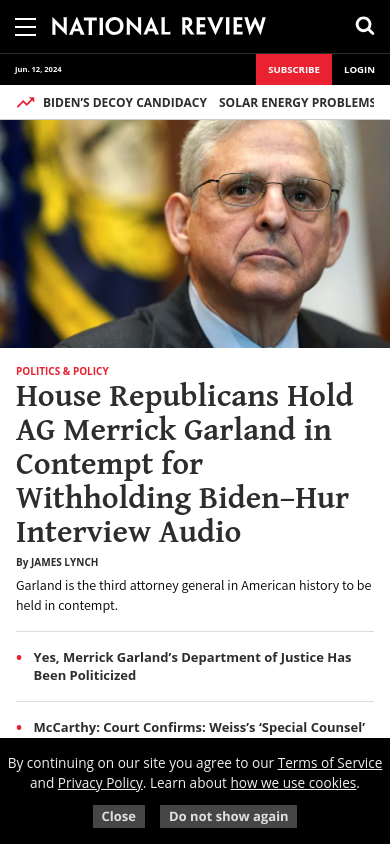 NATIONAL REVIEW
Jun. 12, 2024
SUBSCRIBE
LOGIN
BIDEN’S DECOY CANDIDACY SOLAR ENERGY PROBLEMS
POLITICS & POLICY
House Republicans Hold
AG Merrick Garland in
Contempt for
Withholding Biden–Hur
Interview Audio
By JAMES LYNCH
Garland is the third attorney general in American history to be
held in contempt.
• Yes, Merrick Garland’s Department of Justice Has
Been Politicized
• McCarthy: Court Confirms: Weiss’s ‘Special Counsel’
By continuing on our site you agree to our Terms of Service
and Privacy Policy. Learn about how we use cookies.
Close
Do not show again